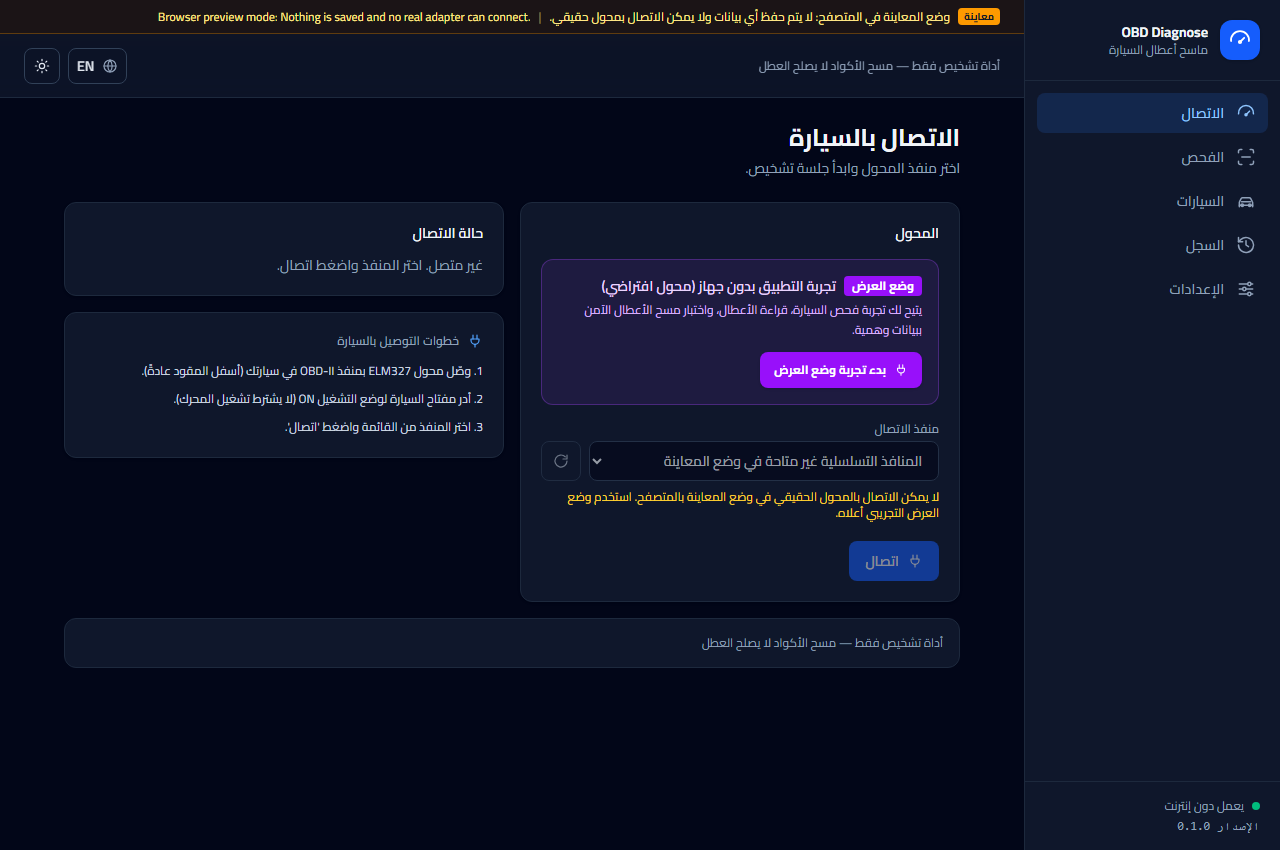 معاينة وضع المعاينة في المتصفح: لا يتم حفظ أي بيانات ولا يمكن الاتصال بمحول حقيقي. | Browser preview mode: Nothing is saved and no real adapter can connect.
OBD Diagnose
ماسح أعطال السيارة
أداة تشخيص فقط — مسح الأكواد لا يصلح العطل
EN
الاتصال
الفحص
السيارات
السجل
الإعدادات
يعمل دون إنترنت
الإصدار 0.1.0
الاتصال بالسيارة
اختر منفذ المحول وابدأ جلسة تشخيص.
المحول
وضع العرض تجربة التطبيق بدون جهاز (محول افتراضي)
يتيح لك تجربة فحص السيارة، قراءة الأعطال، واختبار مسح الأعطال الآمن
ببيانات وهمية.
بدء تجربة وضع العرض
منفذ الاتصال
المنافذ التسلسلية غير متاحة في وضع المعاينة
لا يمكن الاتصال بالمحول الحقيقي في وضع المعاينة بالمتصفح. استخدم وضع
العرض التجريبي أعلاه.
اتصال
حالة الاتصال
غير متصل. اختر المنفذ واضغط اتصال.
خطوات التوصيل بالسيارة
1. وصّل محول ELM327 بمنفذ OBD-II في سيارتك (أسفل المقود عادةً).
2. أدر مفتاح السيارة لوضع التشغيل ON (لا يشترط تشغيل المحرك).
3. اختر المنفذ من القائمة واضغط 'اتصال'.
أداة تشخيص فقط — مسح الأكواد لا يصلح العطل